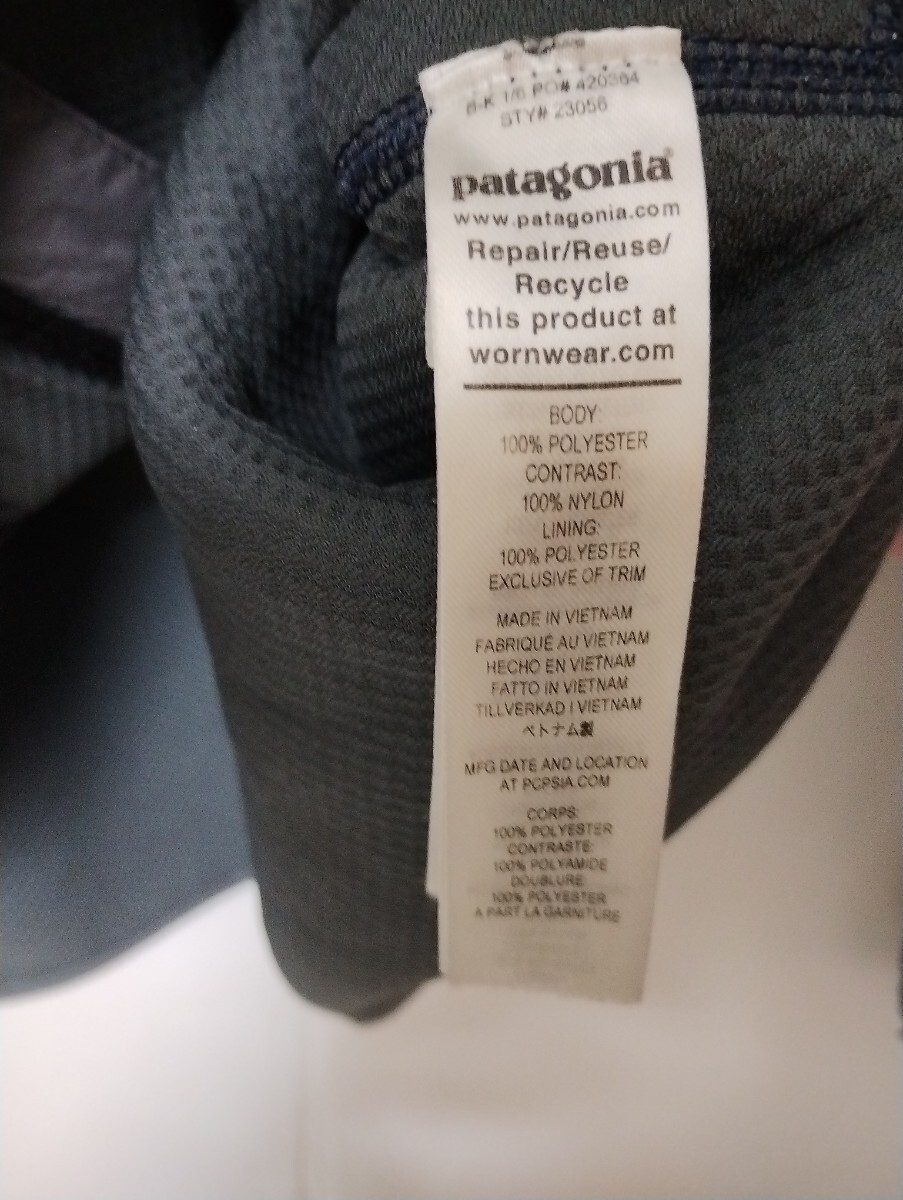 6-K 1/6 PO# 420364
STY# 23056
patagonia®
www.patagonia.com
Repair/Reuse/
Recycle
this product at
wornwear.com
BODY:
100% POLYESTER
CONTRAST:
100% NYLON
LINING:
100% POLYESTER
EXCLUSIVE OF TRIM
MADE IN VIETNAM
FABRIQUÉ AU VIETNAM
HECHO EN VIETNAM
FATTO IN VIETNAM
TILLVERKAD I VIETNAM
ベトナム製
MFG DATE AND LOCATION
AT PCPSIA.COM
CORPS:
100% POLYESTER
CONTRASTE:
100% POLYAMIDE
DOUBLURE:
100% POLYESTER
A PART LA GARNITURE